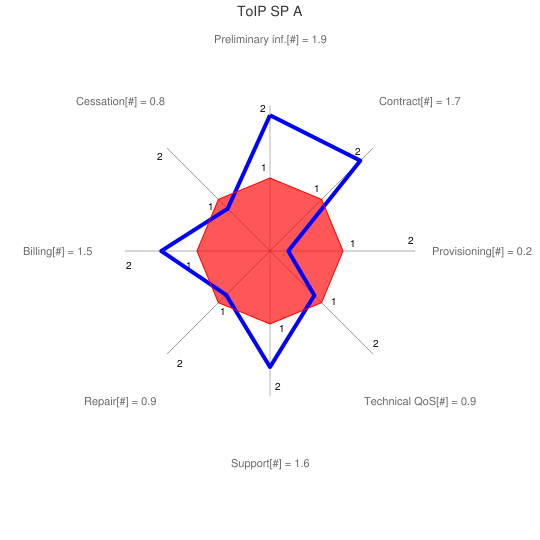 ToIP SP A
Preliminary inf.[#] = 1.9
Cessation[#] = 0.8
Contract[#] = 1.7
2
2
2
1
1
1
Billing[#] = 1.5
2
1
1
2
Provisioning[#] = 0.2
1
1
1
2
2
2
Repair[#] = 0.9
Technical QoS[#] = 0.9
Support[#] = 1.6